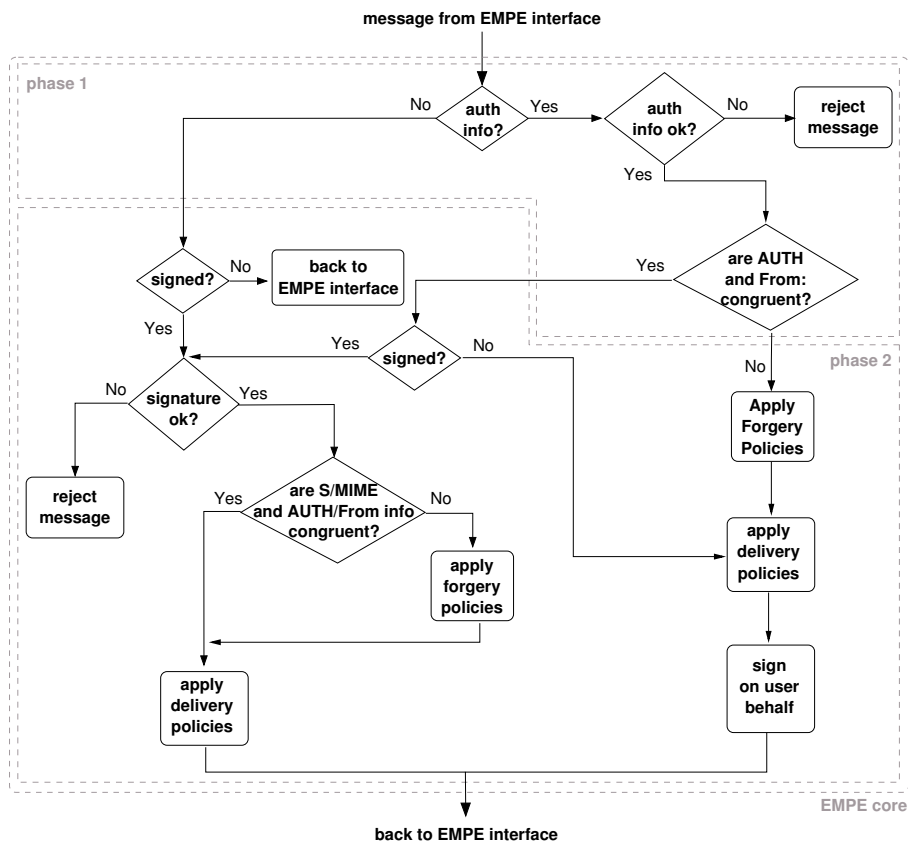 message from EMPE interface
phase 1
No
auth
info?
Yes
auth
info ok?
No
reject
message
Yes
signed?
No
back to
EMPE interface
Yes
are AUTH
and From:
congruent?
Yes
Yes
signed?
No
phase 2
No
No
signature
ok?
Yes
Apply
Forgery
Policies
reject
message
Yes
are S/MIME
and AUTH/From info
congruent?
No
apply
delivery
policies
apply
forgery
policies
apply
delivery
policies
sign
on user
behalf
EMPE core
back to EMPE interface